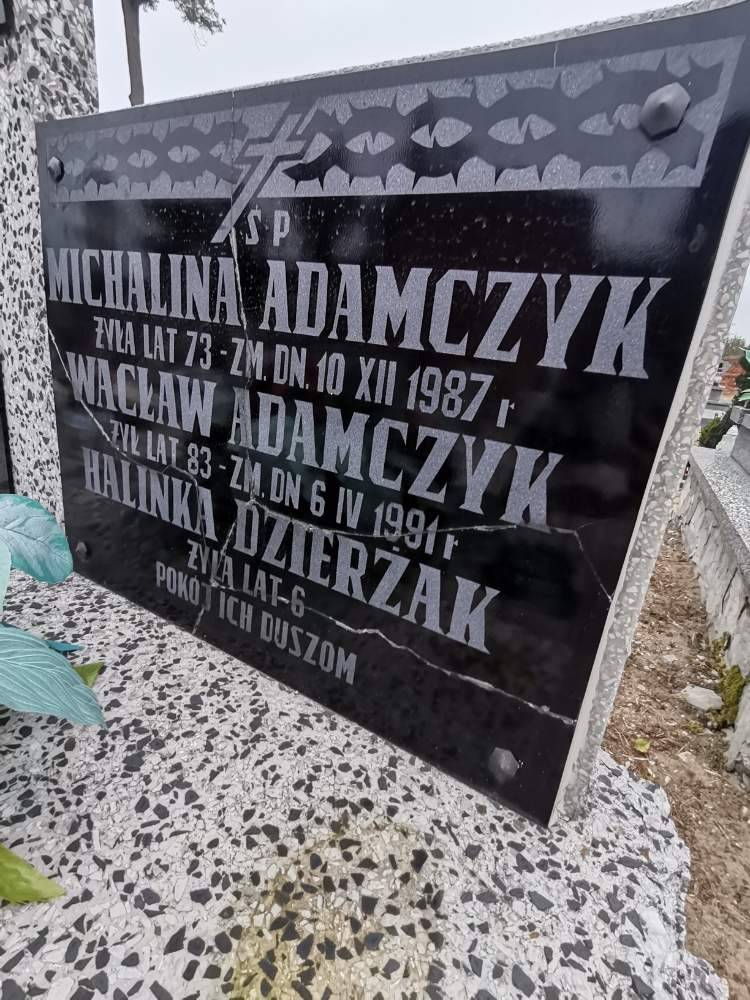 Ś P
MICHALINA ADAMCZYK
ŻYŁA LAT 73 - ZM. DN. 10 XII 1987 r
WACŁAW ADAMCZYK
ŻYŁ LAT 83 - ZM. DN 6 IV 1991 r
HALINKA DZIERŻAK
ŻYŁA LAT-6
POKÓJ ICH DUSZOM